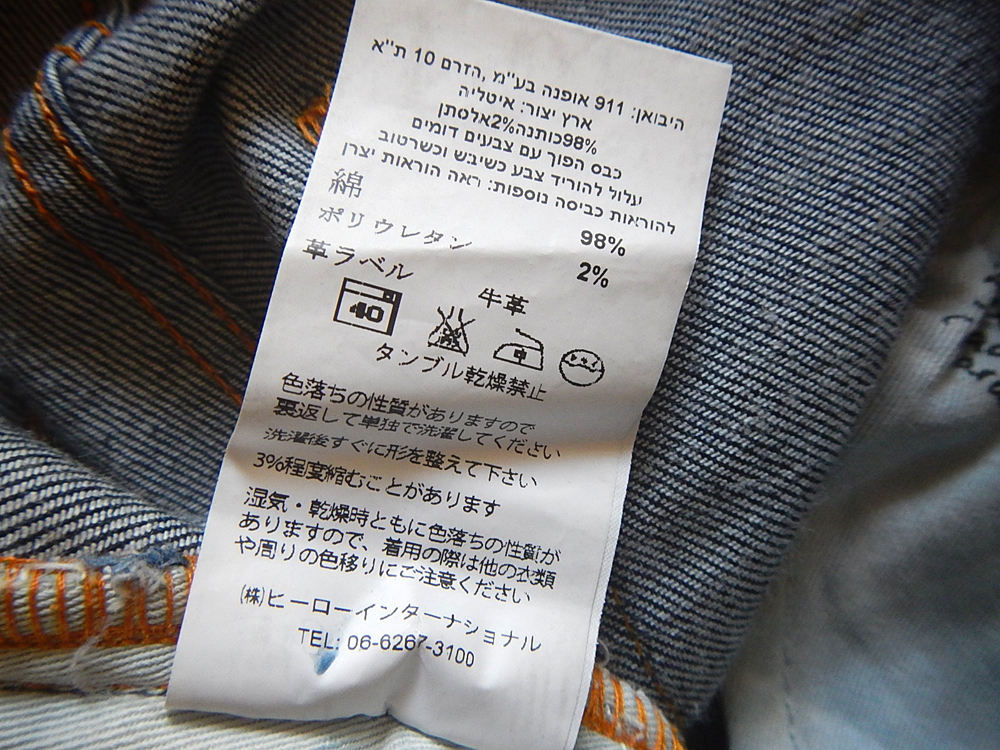 היבואן: 911 אופנה בע"מ ,הזרם 10 ת"א
ארץ יצור: איטליה
98%כותנה2%אלסתן
כבס הפוך עם צבעים דומים
עלול להוריד צבע כשיבש וכשרטוב
להוראות כביסה נוספות: ראה הוראות יצרן
綿 98%
ポリウレタン 2%
革ラベル 牛革
40
タンブル乾燥禁止
色落ちの性質がありますので
裏返して単独で洗濯してください
洗濯後すぐに形を整えて下さい
3%程度縮むことがあります
湿気・乾燥時ともに色落ちの性質が
ありますので、着用の際は他の衣類
や周りの色移りにご注意ください
(株)ヒーローインターナショナル
TEL: 06-6267-3100